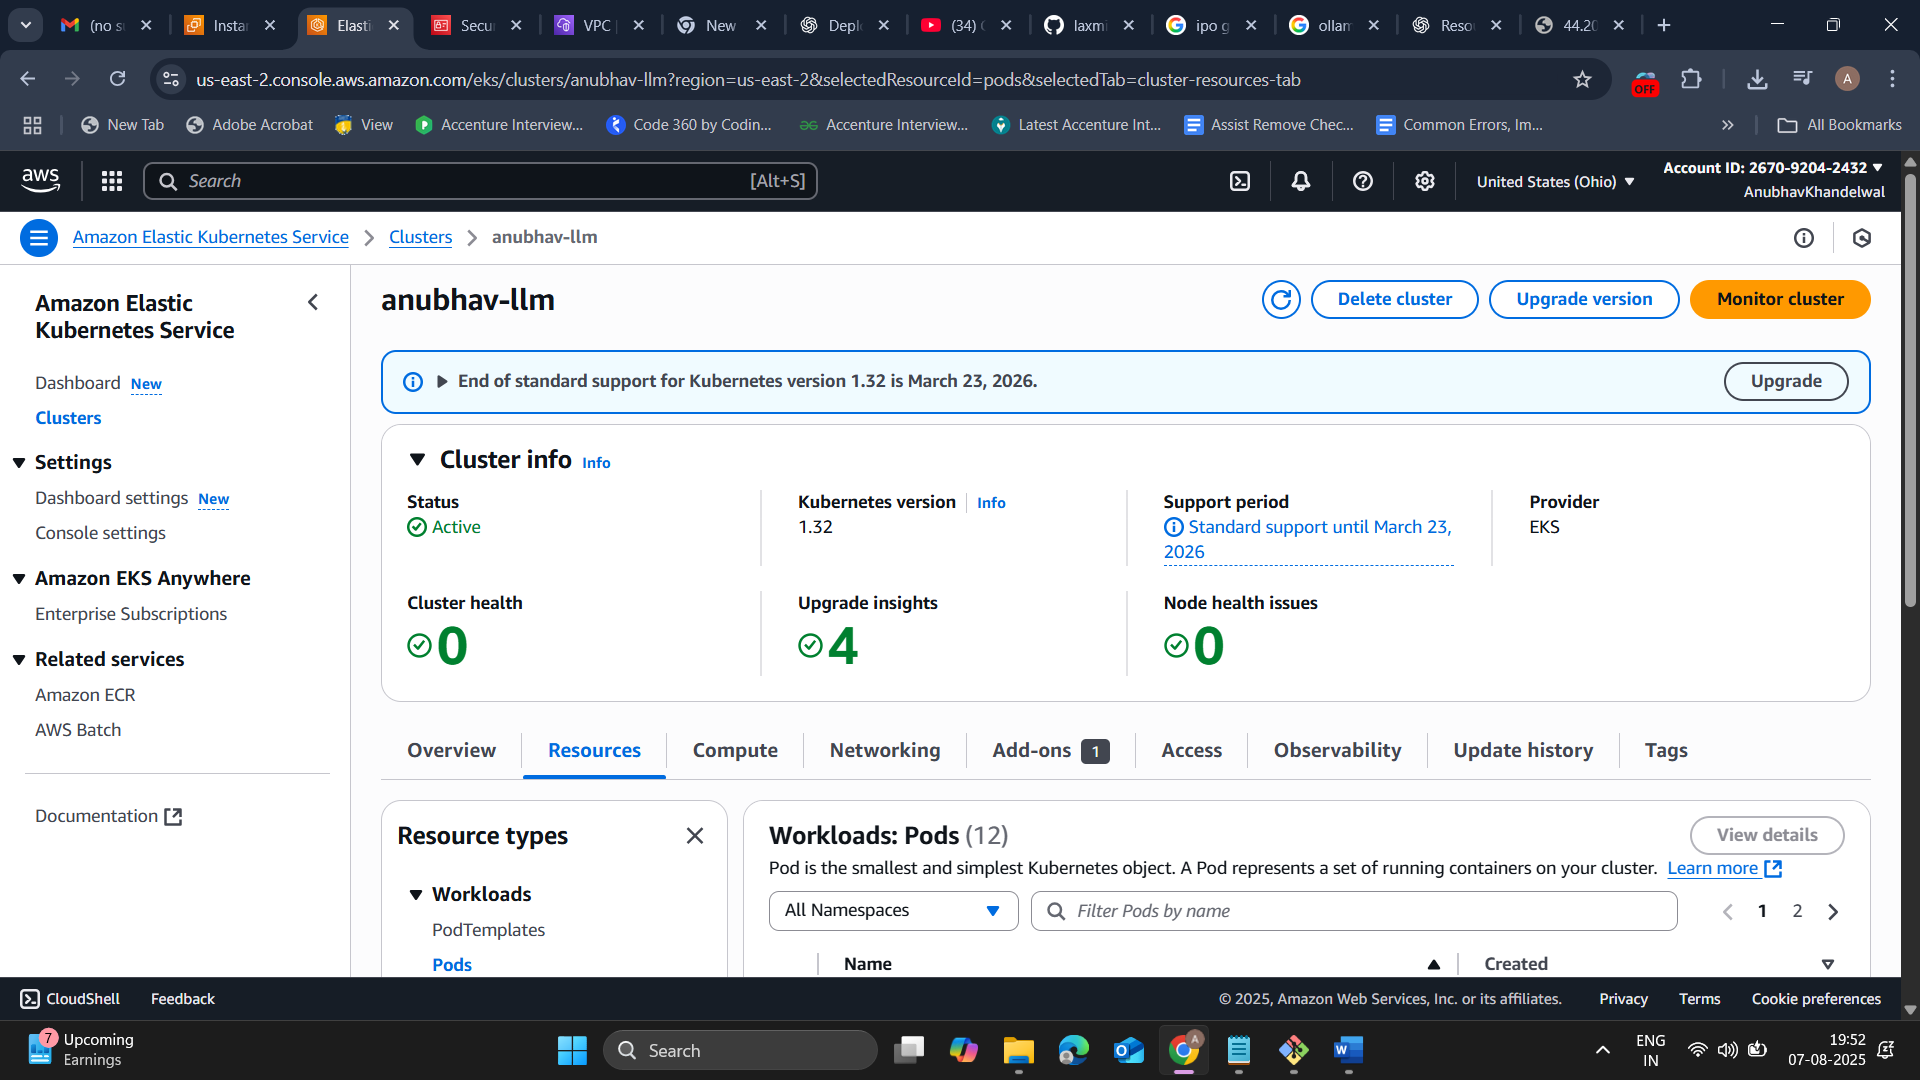 (no s
Insta
Elasti
Secu
VPC |
New
Deplo
(34) C
laxmi
ipo g
ollam
Reso
44.20
us-east-2.console.aws.amazon.com/eks/clusters/anubhav-llm?region=us-east-2&selectedResourceId=pods&selectedTab=cluster-resources-tab
OFF
A
New Tab
Adobe Acrobat
View
Accenture Interview...
Code 360 by Codin...
Accenture Interview...
Latest Accenture Int...
Assist Remove Chec...
Common Errors, Im...
All Bookmarks
aws
Search
[Alt+S]
United States (Ohio)
Account ID: 2670-9204-2432
AnubhavKhandelwal
Amazon Elastic Kubernetes Service
Clusters
anubhav-llm
Amazon Elastic
Kubernetes Service
Dashboard New
Clusters
Settings
Dashboard settings New
Console settings
Amazon EKS Anywhere
Enterprise Subscriptions
Related services
Amazon ECR
AWS Batch
Documentation
anubhav-llm
Delete cluster
Upgrade version
Monitor cluster
End of standard support for Kubernetes version 1.32 is March 23, 2026.
Upgrade
Cluster info Info
Status
Active
Kubernetes version Info
1.32
Support period
Standard support until March 23,
2026
Provider
EKS
Cluster health
0
Upgrade insights
4
Node health issues
0
Overview
Resources
Compute
Networking
Add-ons 1
Access
Observability
Update history
Tags
Resource types
Workloads
PodTemplates
Pods
Workloads: Pods (12)
View details
Pod is the smallest and simplest Kubernetes object. A Pod represents a set of running containers on your cluster. Learn more
All Namespaces
Filter Pods by name
1 2
Name
Created
CloudShell
Feedback
© 2025, Amazon Web Services, Inc. or its affiliates.
Privacy
Terms
Cookie preferences
7
Upcoming
Earnings
Search
A
ENG
IN
19:52
07-08-2025